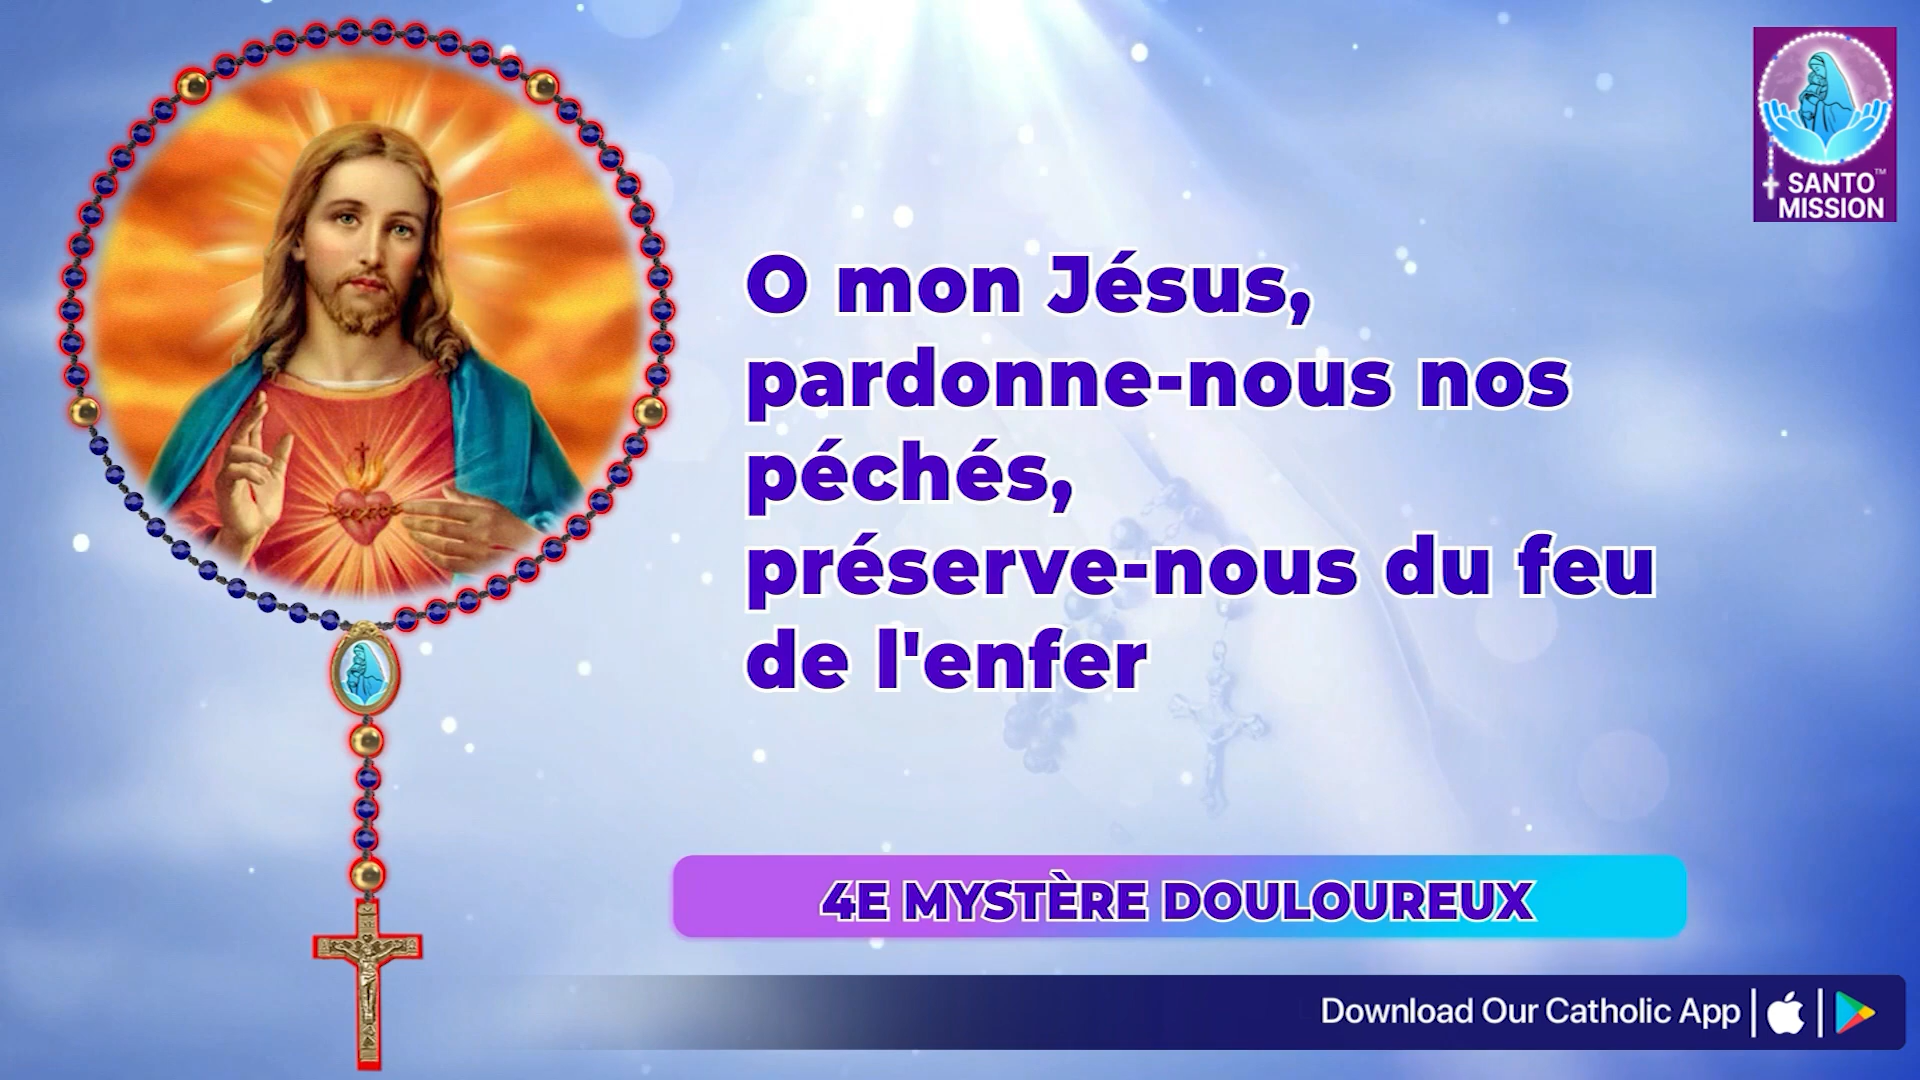 SANTO™
MISSION
O mon Jésus,
pardonne-nous nos
péchés,
préserve-nous du feu
de l'enfer
4E MYSTÈRE DOULOUREUX
Download Our Catholic App